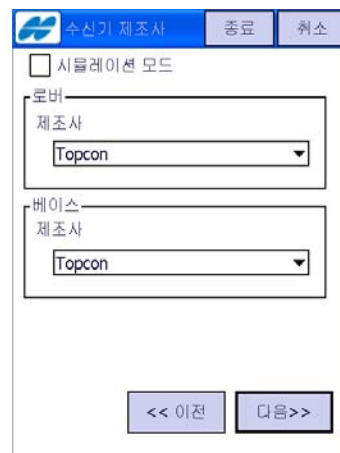 수신기 제조사 종료 취소
시뮬레이션 모드
로버
제조사
Topcon
베이스
제조사
Topcon
<< 이전 다음>>